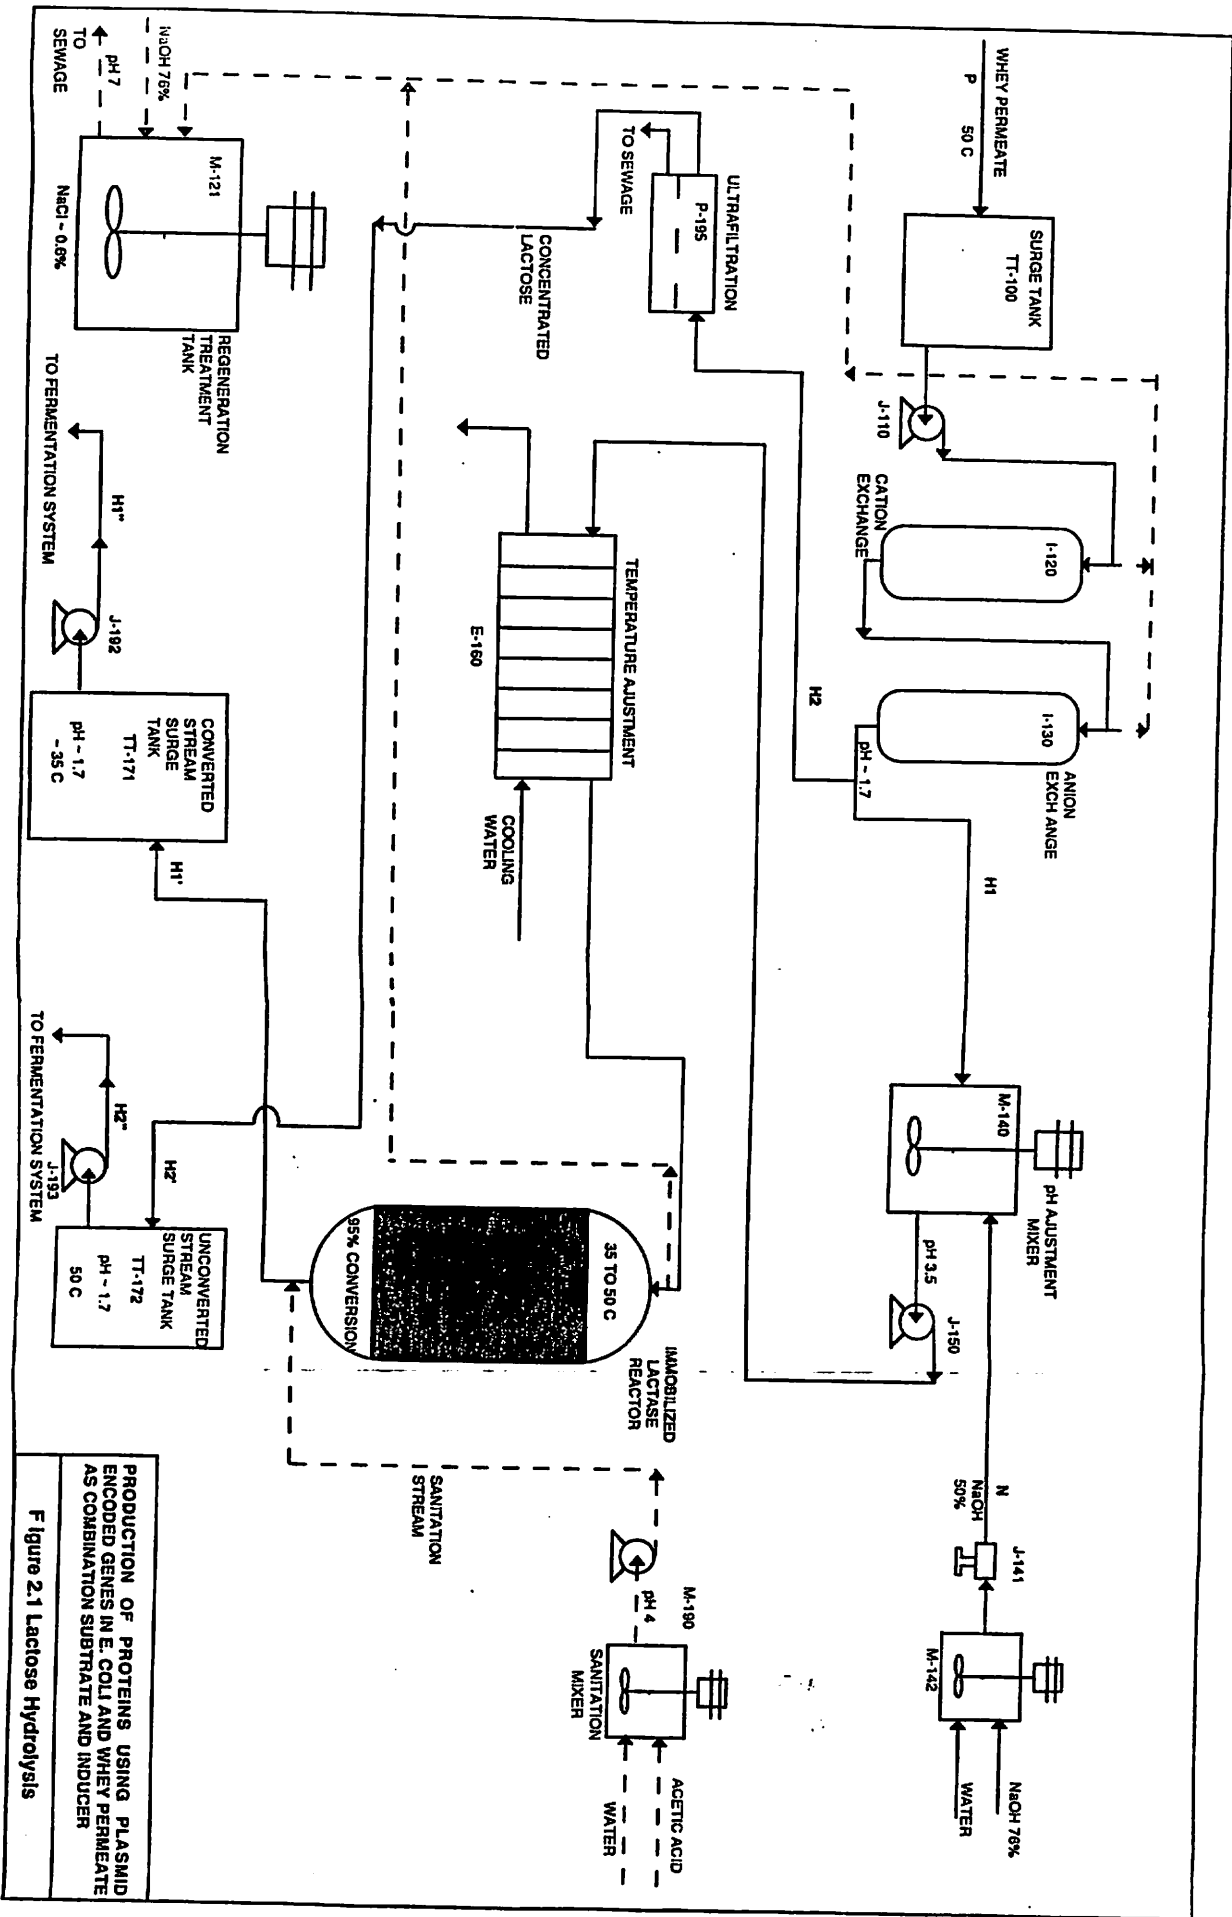 WHEY PERMEATE
P
50 C
SURGE TANK
TT-100
J-110
CATION
EXCHANGE
I-120
I-130
ANION
EXCH ANGE
pH ~ 1.7
H1
H2
M-140
pH AJUSTMENT
MIXER
pH 3.5
J-150
N
NaOH
50%
J-141
M-142
NaOH 76%
WATER
ULTRAFILTRATION
P-195
TO SEWAGE
CONCENTRATED
LACTOSE
TEMPERATURE AJUSTMENT
E-160
COOLING
WATER
35 TO 50 C
95% CONVERSION
IMMOBILIZED
LACTASE
REACTOR
SANITATION
STREAM
M-190
pH 4
SANITATION
MIXER
ACETIC ACID
WATER
NaOH 76%
pH 7
TO
SEWAGE
M-121
NaCl ~ 0.6%
REGENERATION
TREATMENT
TANK
TO FERMENTATION SYSTEM
H1"
J-192
CONVERTED
STREAM
SURGE
TANK
TT-171
pH ~ 1.7
~ 35 C
H1'
TO FERMENTATION SYSTEM
H2"
J-193
H2'
UNCONVERTED
STREAM
SURGE TANK
TT-172
pH ~ 1.7
50 C
PRODUCTION OF PROTEINS USING PLASMID
ENCODED GENES IN E. COLI AND WHEY PERMEATE
AS COMBINATION SUBTRATE AND INDUCER
Figure 2.1 Lactose Hydrolysis